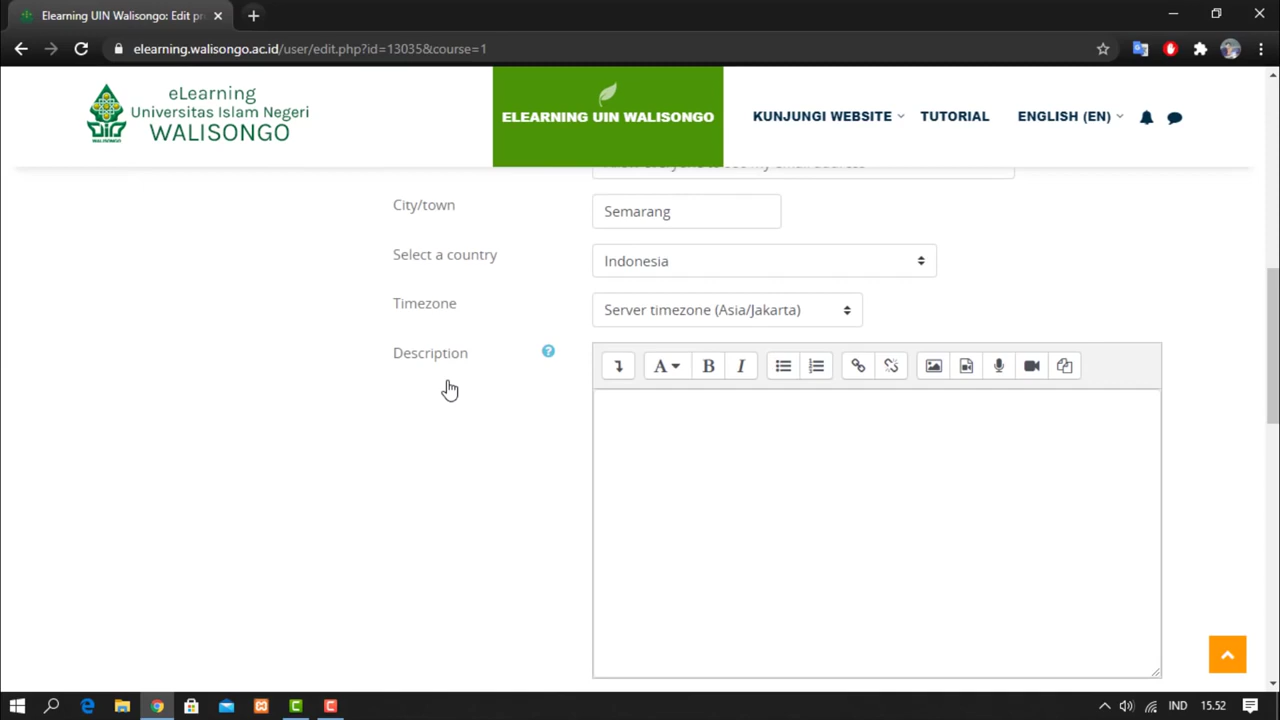 Elearning UIN Walisongo: Edit pr
elearning.walisongo.ac.id/user/edit.php?id=13035&course=1
eLearning
Universitas Islam Negeri
WALISONGO
ELEARNING UIN WALISONGO
KUNJUNGI WEBSITE
TUTORIAL
ENGLISH (EN)
City/town
Semarang
Select a country
Indonesia
Timezone
Server timezone (Asia/Jakarta)
Description
?
A
B
I
IND
15.52